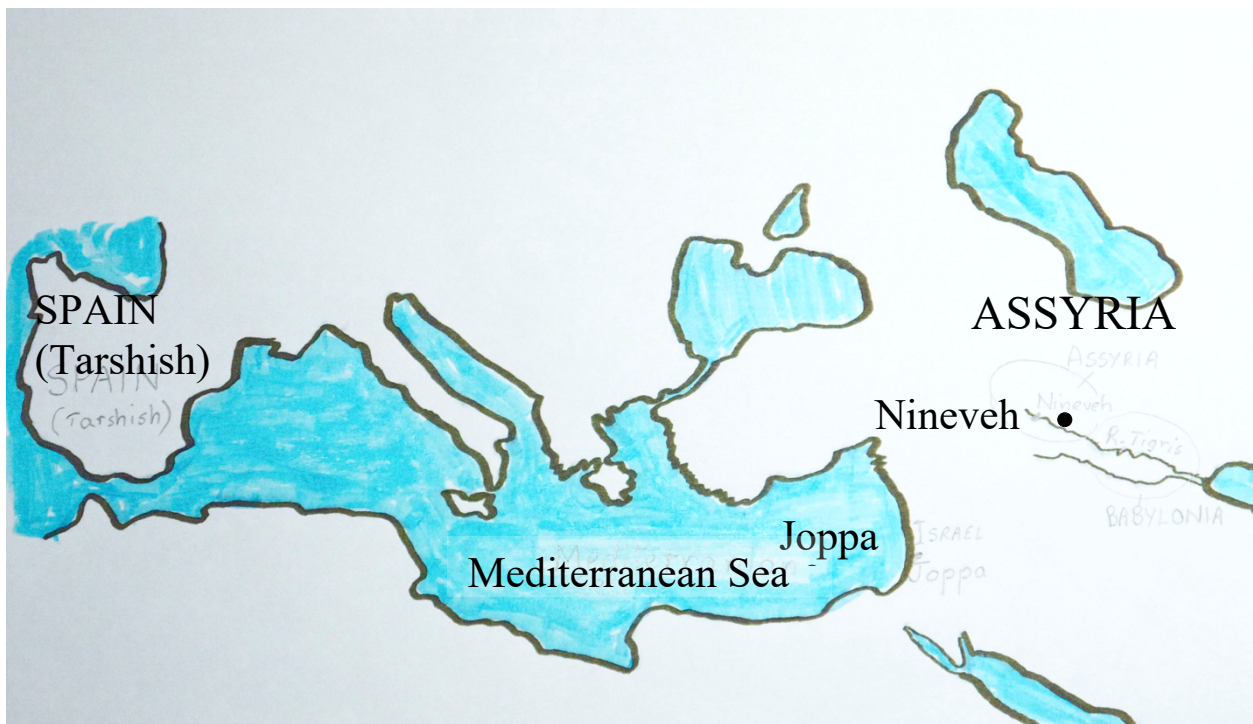 SPAIN
(Tarshish)
SPAIN
(Tarshish)
ASSYRIA
ASSYRIA
Nineveh
Nineveh
R. Tigris
BABYLONIA
Joppa
ISRAEL
Joppa
Mediterranean Sea